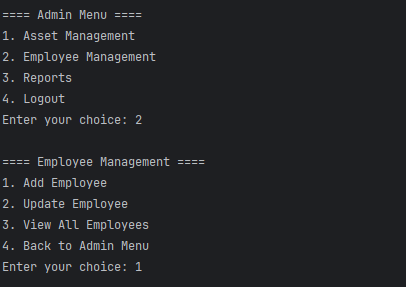 ==== Admin Menu ====
1. Asset Management
2. Employee Management
3. Reports
4. Logout
Enter your choice: 2
==== Employee Management ====
1. Add Employee
2. Update Employee
3. View All Employees
4. Back to Admin Menu
Enter your choice: 1